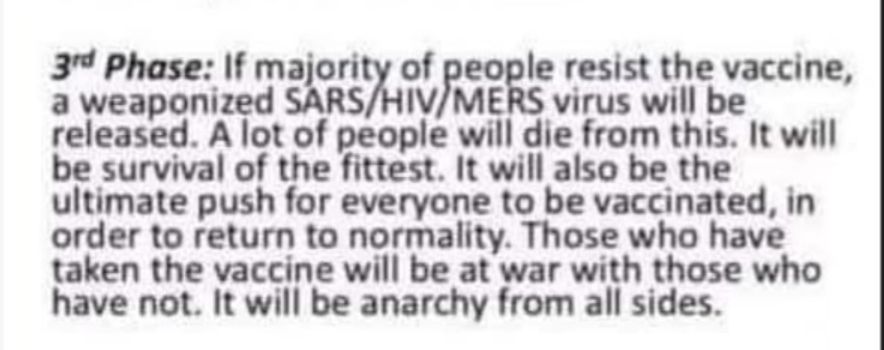 3rd Phase: If majority of people resist the vaccine,
a weaponized SARS/HIV/MERS virus will be
released. A lot of people will die from this. It will
be survival of the fittest. It will also be the
ultimate push for everyone to be vaccinated, in
order to return to normality. Those who have
taken the vaccine will be at war with those who
have not. It will be anarchy from all sides.